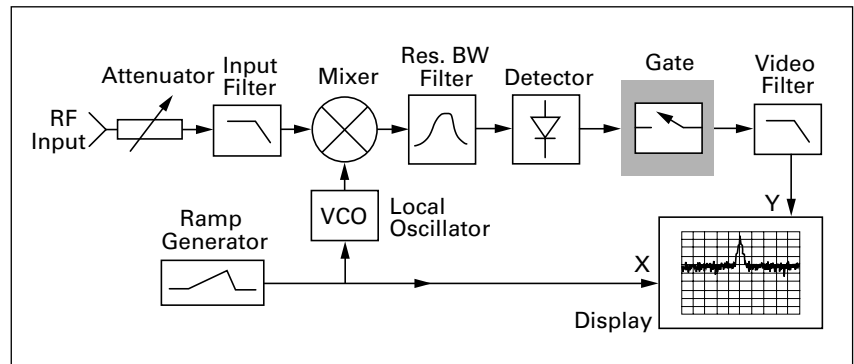 RF
Input
Attenuator
Input
Filter
Mixer
Res. BW
Filter
Detector
Gate
Video
Filter
Ramp
Generator
VCO
Local
Oscillator
Y
X
Display